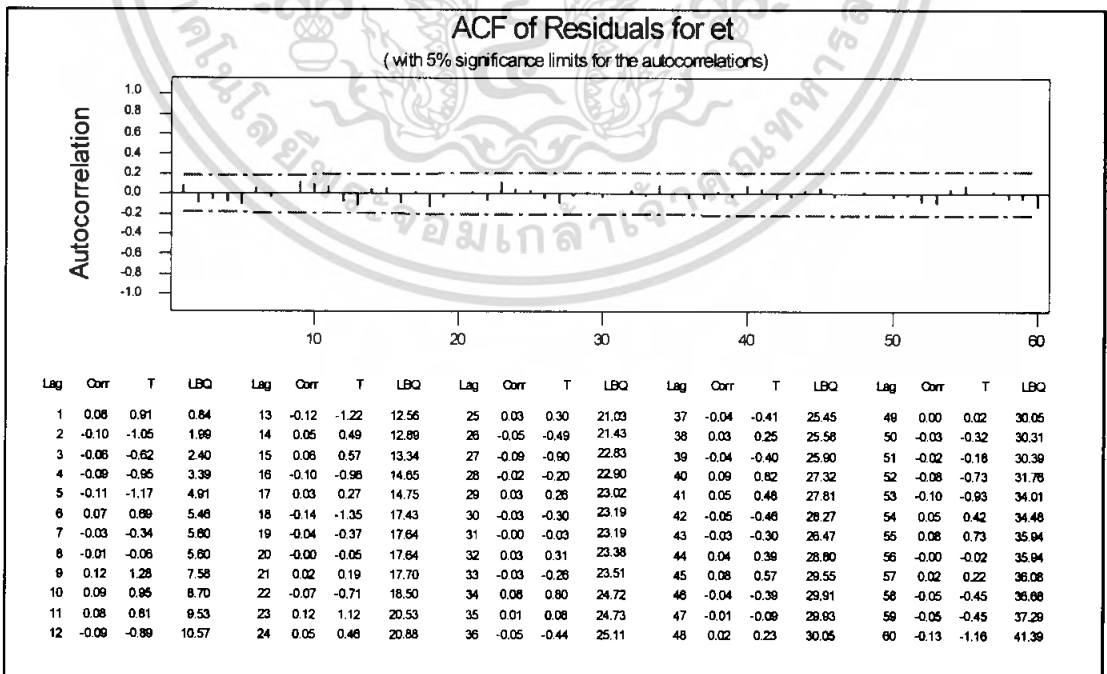 ACF of Residuals for et
( with 5% significance limits for the autocorrelations)
Autocorrelation
1.0
0.8
0.6
0.4
0.2
0.0
-0.2
-0.4
-0.6
-0.8
-1.0
10 20 30 40 50 60
Lag Corr T LBQ Lag Corr T LBQ Lag Corr T LBQ Lag Corr T LBQ Lag Corr T LBQ
1 0.08 0.91 0.84 13 -0.12 -1.22 12.56 25 0.03 0.30 21.03 37 -0.04 -0.41 25.45 49 0.00 0.02 30.05
2 -0.10 -1.05 1.99 14 0.05 0.49 12.89 26 -0.05 -0.49 21.43 38 0.03 0.25 25.58 50 -0.03 -0.32 30.31
3 -0.06 -0.62 2.40 15 0.06 0.57 13.34 27 -0.09 -0.90 22.83 39 -0.04 -0.40 25.90 51 -0.02 -0.18 30.39
4 -0.09 -0.95 3.39 16 -0.10 -0.98 14.65 28 -0.02 -0.20 22.90 40 0.09 0.82 27.32 52 -0.08 -0.73 31.76
5 -0.11 -1.17 4.91 17 0.03 0.27 14.75 29 0.03 0.26 23.02 41 0.05 0.48 27.81 53 -0.10 -0.93 34.01
6 0.07 0.69 5.46 18 -0.14 -1.35 17.43 30 -0.03 -0.30 23.19 42 -0.05 -0.46 28.27 54 0.05 0.42 34.48
7 -0.03 -0.34 5.60 19 -0.04 -0.37 17.64 31 -0.00 -0.03 23.19 43 -0.03 -0.30 28.47 55 0.08 0.73 35.94
8 -0.01 -0.06 5.60 20 -0.00 -0.05 17.64 32 0.03 0.31 23.38 44 0.04 0.39 28.80 56 -0.00 -0.02 35.94
9 0.12 1.28 7.58 21 0.02 0.19 17.70 33 -0.03 -0.26 23.51 45 0.08 0.57 29.55 57 0.02 0.22 36.08
10 0.09 0.95 8.70 22 -0.07 -0.71 18.50 34 0.08 0.80 24.72 46 -0.04 -0.39 29.91 58 -0.05 -0.45 36.66
11 0.08 0.81 9.53 23 0.12 1.12 20.53 35 0.01 0.08 24.73 47 -0.01 -0.09 29.93 59 -0.05 -0.45 37.29
12 -0.09 -0.89 10.57 24 0.05 0.46 20.88 36 -0.05 -0.44 25.11 48 0.02 0.23 30.05 60 -0.13 -1.16 41.39